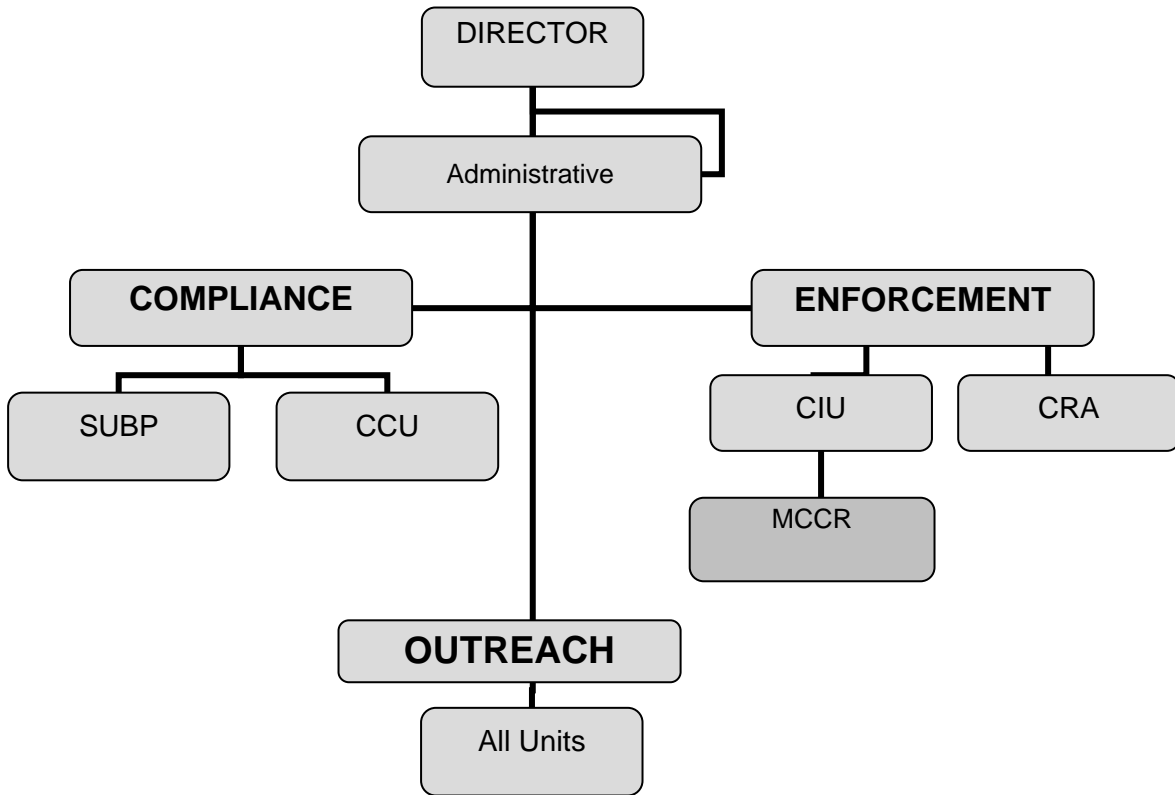 DIRECTOR
Administrative
COMPLIANCE
ENFORCEMENT
SUBP
CCU
CIU
CRA
MCCR
OUTREACH
All Units